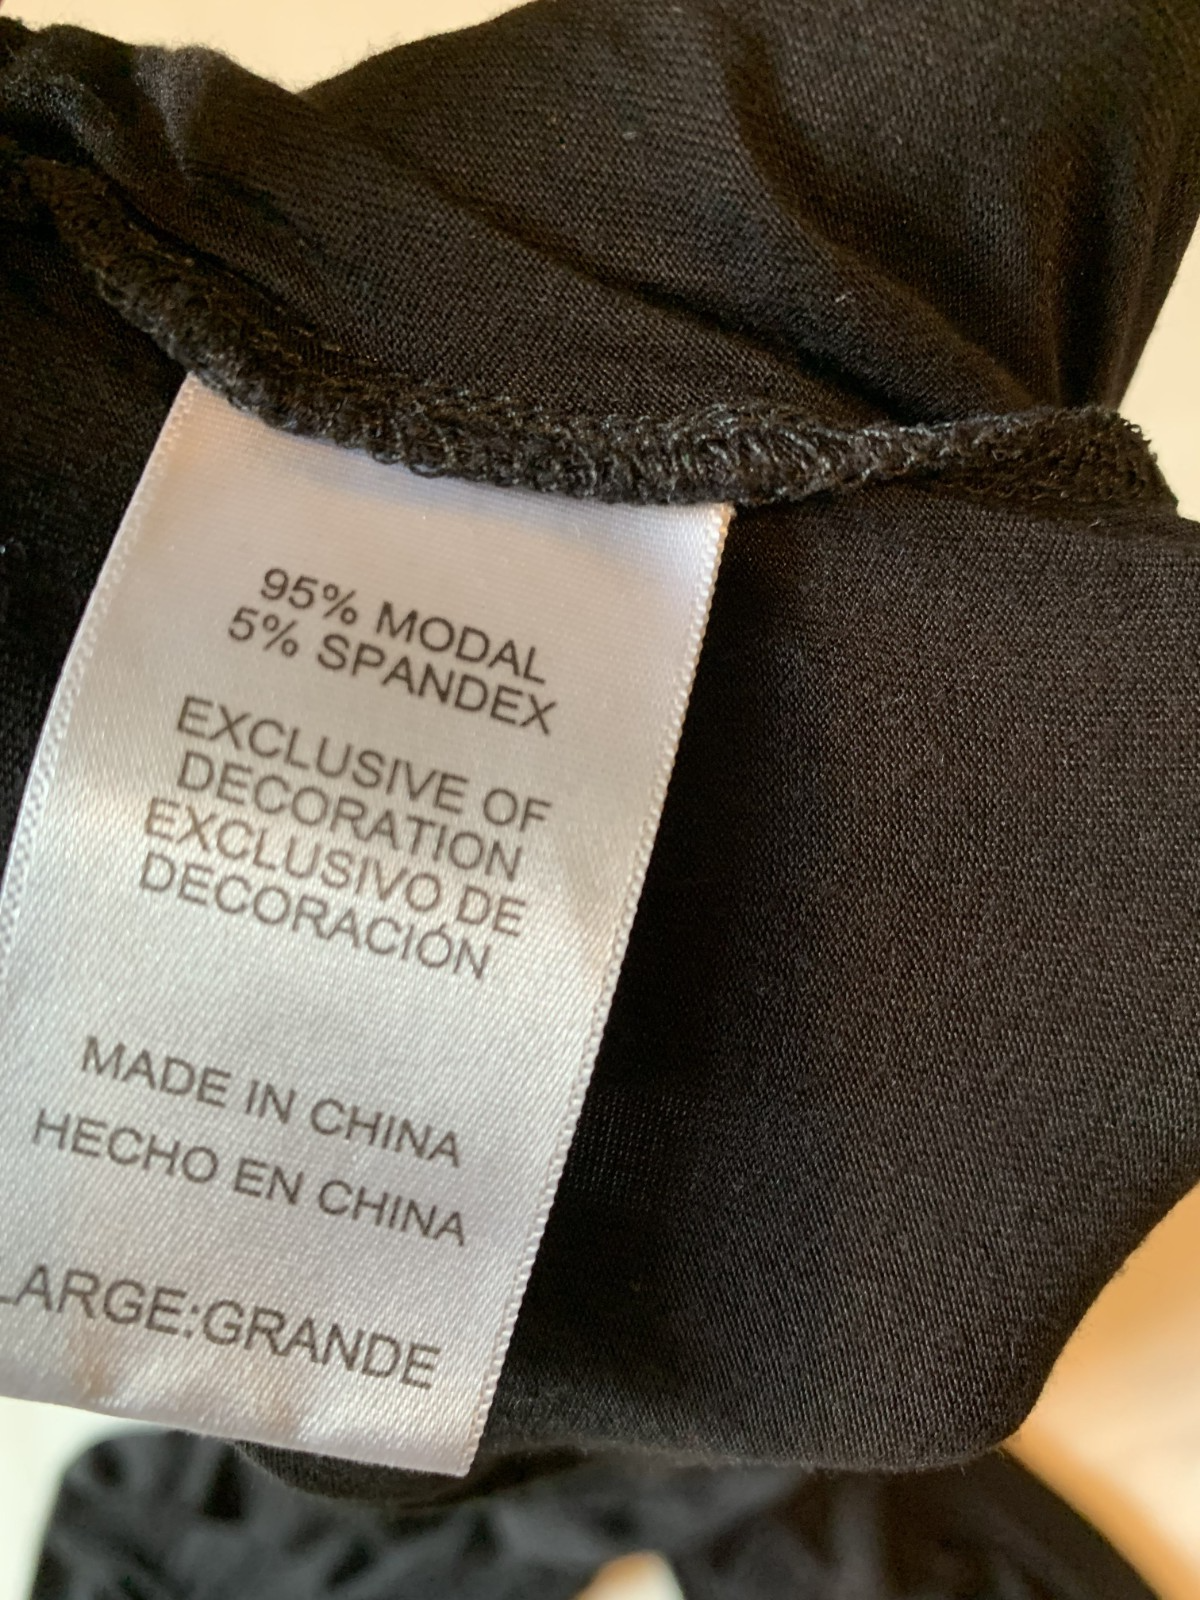 95% MODAL
5% SPANDEX
EXCLUSIVE OF
DECORATION
EXCLUSIVO DE
DECORACIÓN
MADE IN CHINA
HECHO EN CHINA
LARGE:GRANDE